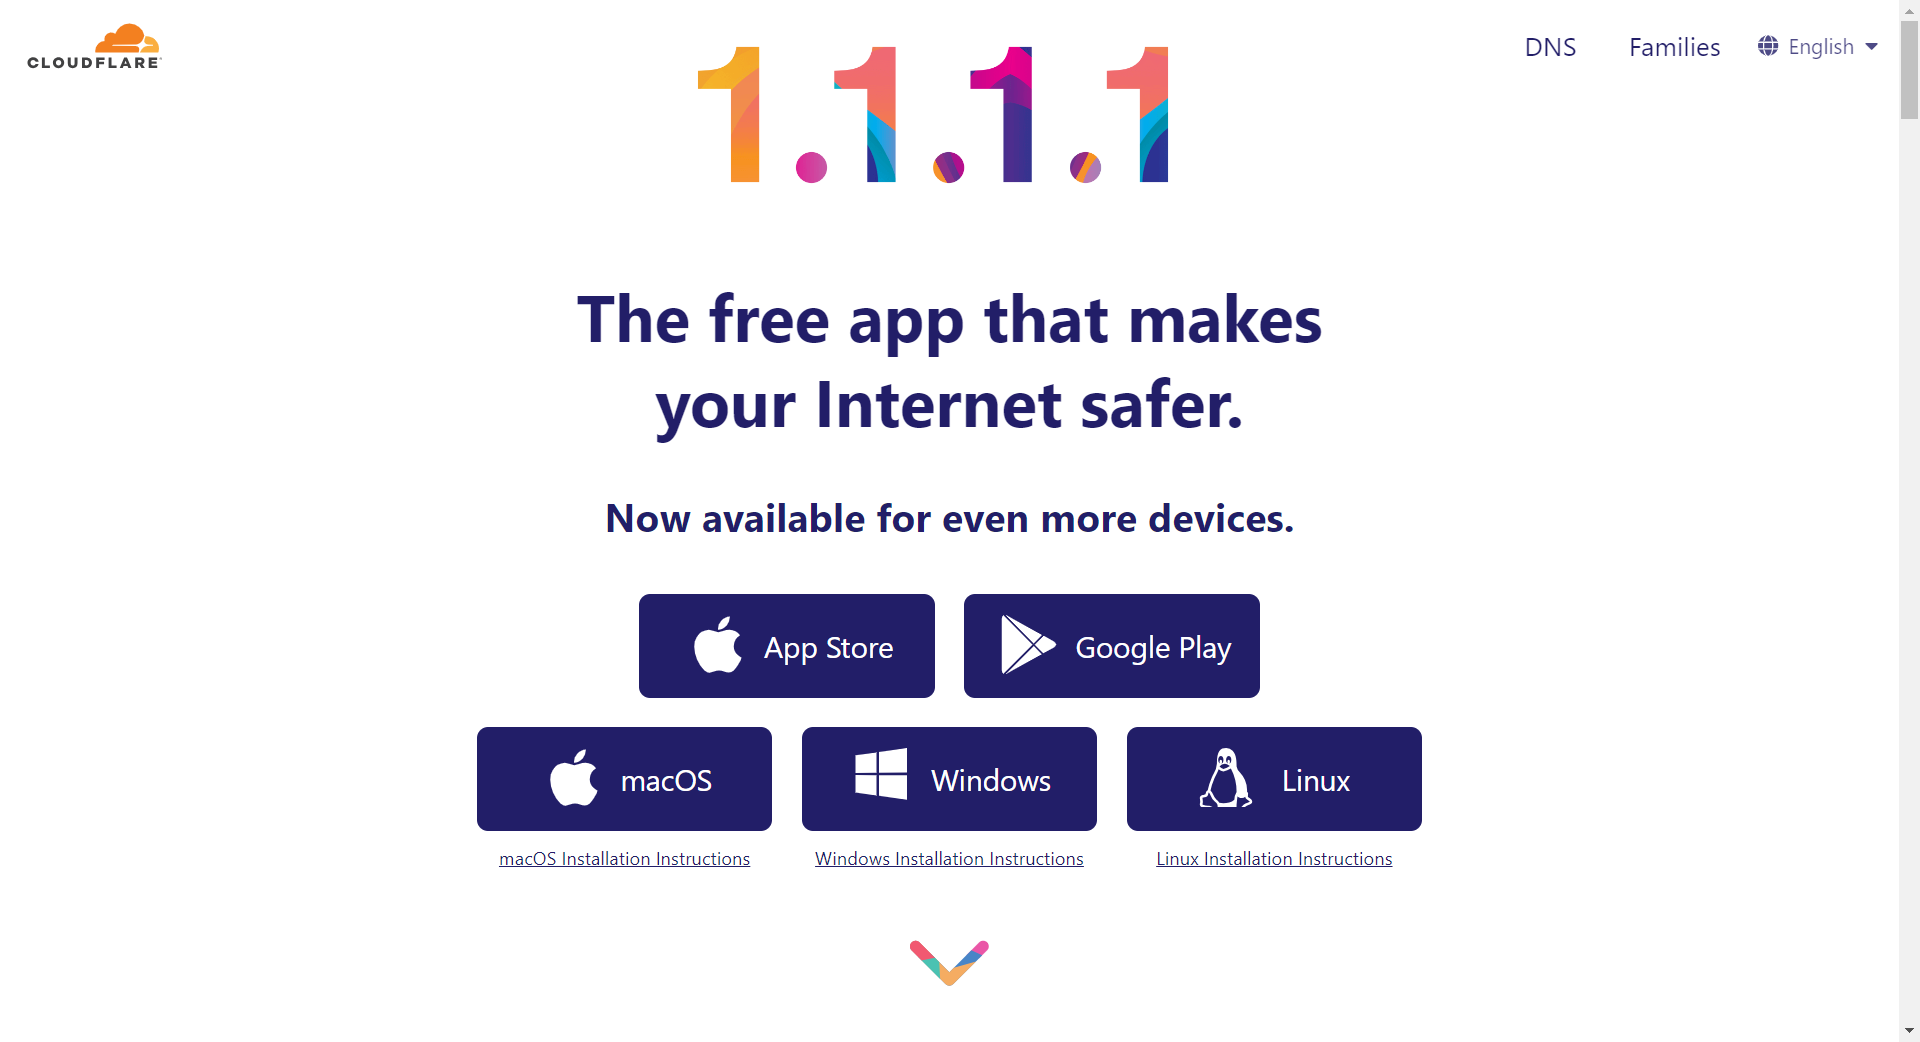 CLOUDFLARE
DNS
Families
English
1.1.1.1
The free app that makes
your Internet safer.
Now available for even more devices.
App Store
Google Play
macOS
Windows
Linux
macOS Installation Instructions
Windows Installation Instructions
Linux Installation Instructions